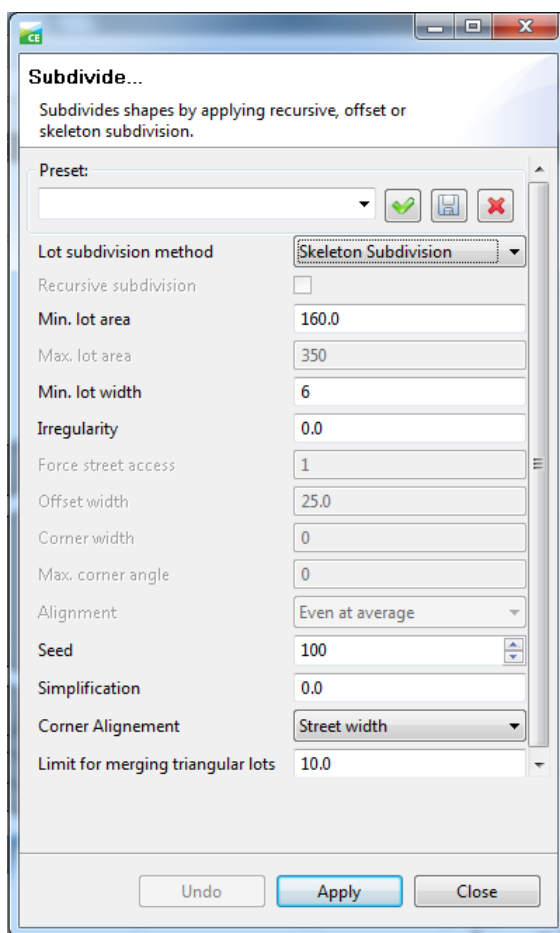 CE
Subdivide...
Subdivides shapes by applying recursive, offset or
skeleton subdivision.
Preset:
Lot subdivision method Skeleton Subdivision
Recursive subdivision
Min. lot area 160.0
Max. lot area 350
Min. lot width 6
Irregularity 0.0
Force street access 1
Offset width 25.0
Corner width 0
Max. corner angle 0
Alignment Even at average
Seed 100
Simplification 0.0
Corner Alignement Street width
Limit for merging triangular lots 10.0
Undo Apply Close